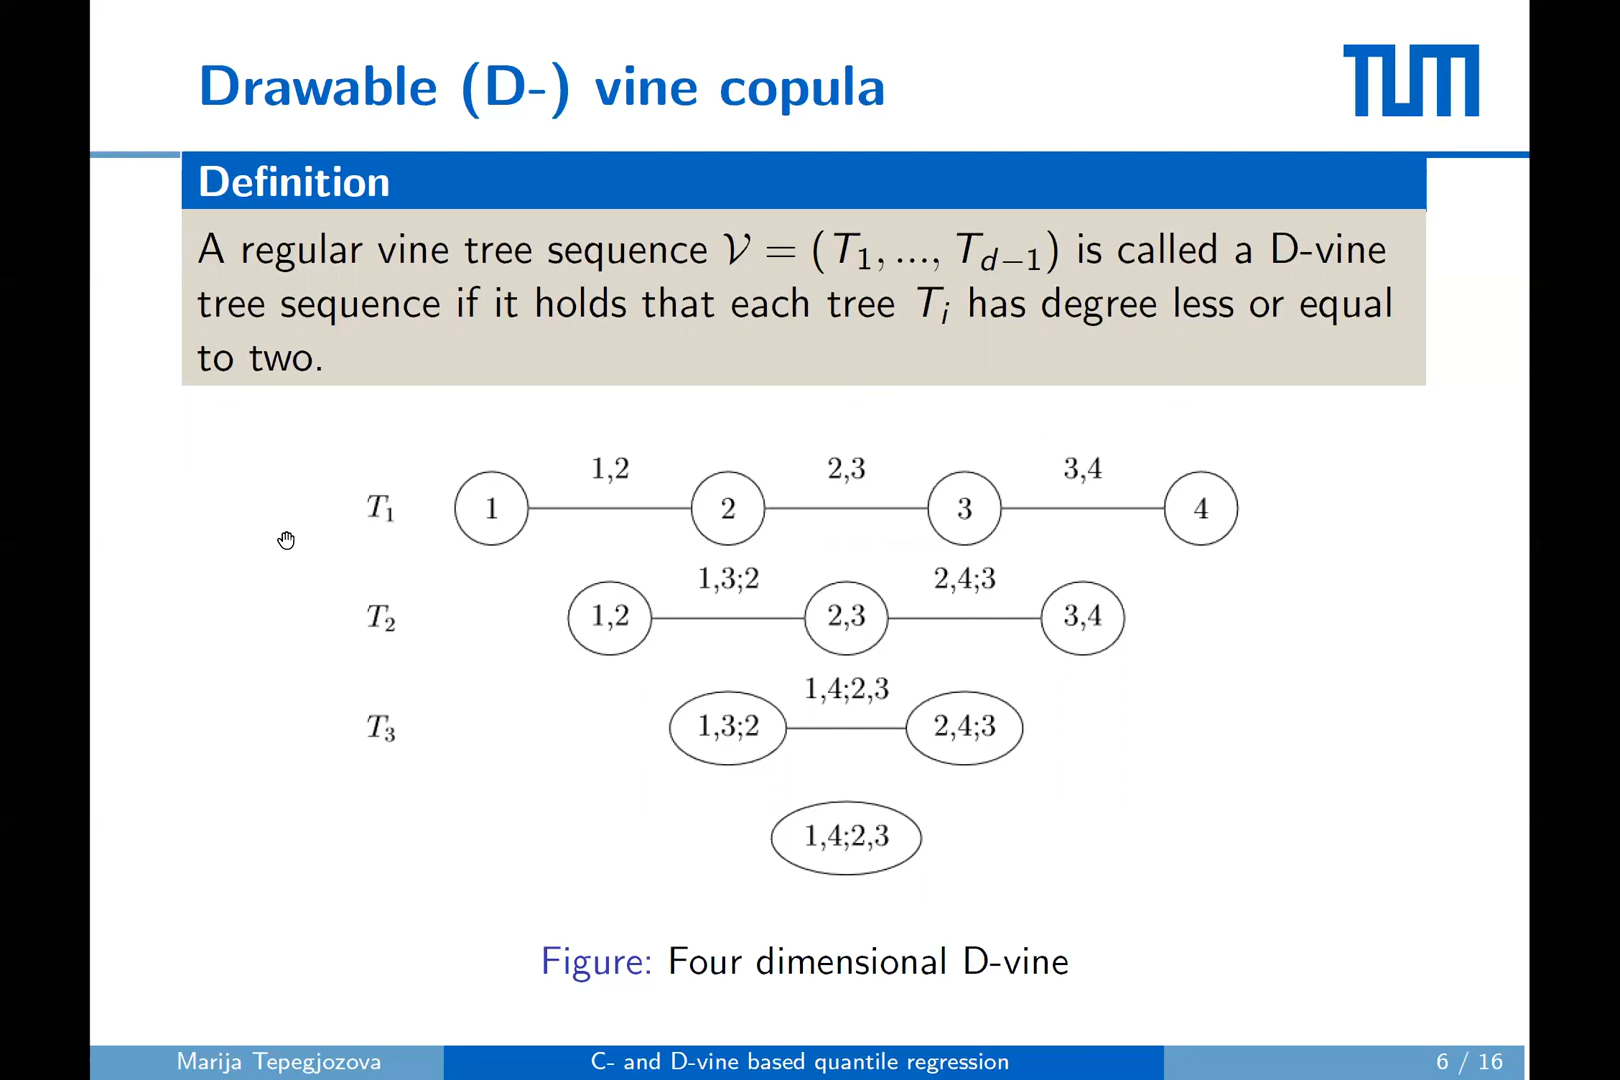 Drawable (D-) vine copula
TUM
Definition
A regular vine tree sequence 𝒱 = (T₁, ..., T_{d−1}) is called a D-vine
tree sequence if it holds that each tree T_i has degree less or equal
to two.
1,2 2,3 3,4
T₁ 1 2 3 4
1,3;2 2,4;3
T₂ 1,2 2,3 3,4
1,4;2,3
T₃ 1,3;2 2,4;3
1,4;2,3
Figure: Four dimensional D-vine
Marija Tepegjozova C- and D-vine based quantile regression 6 / 16